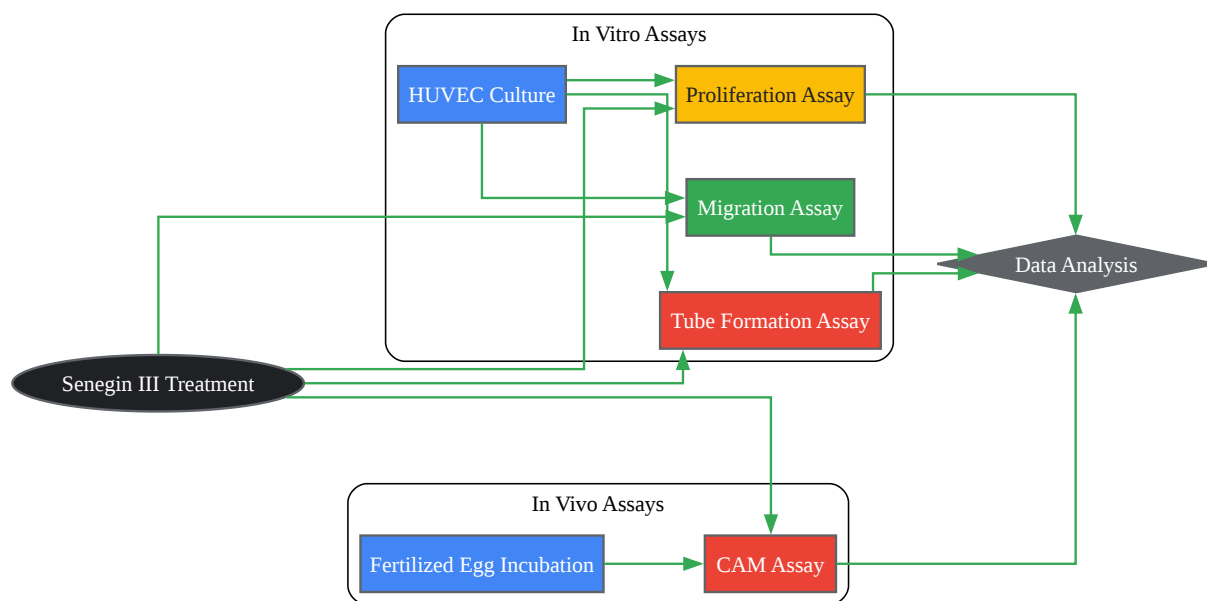 In Vitro Assays
HUVEC Culture
Proliferation Assay
Migration Assay
Data Analysis
Tube Formation Assay
Senegin III Treatment
In Vivo Assays
Fertilized Egg Incubation
CAM Assay